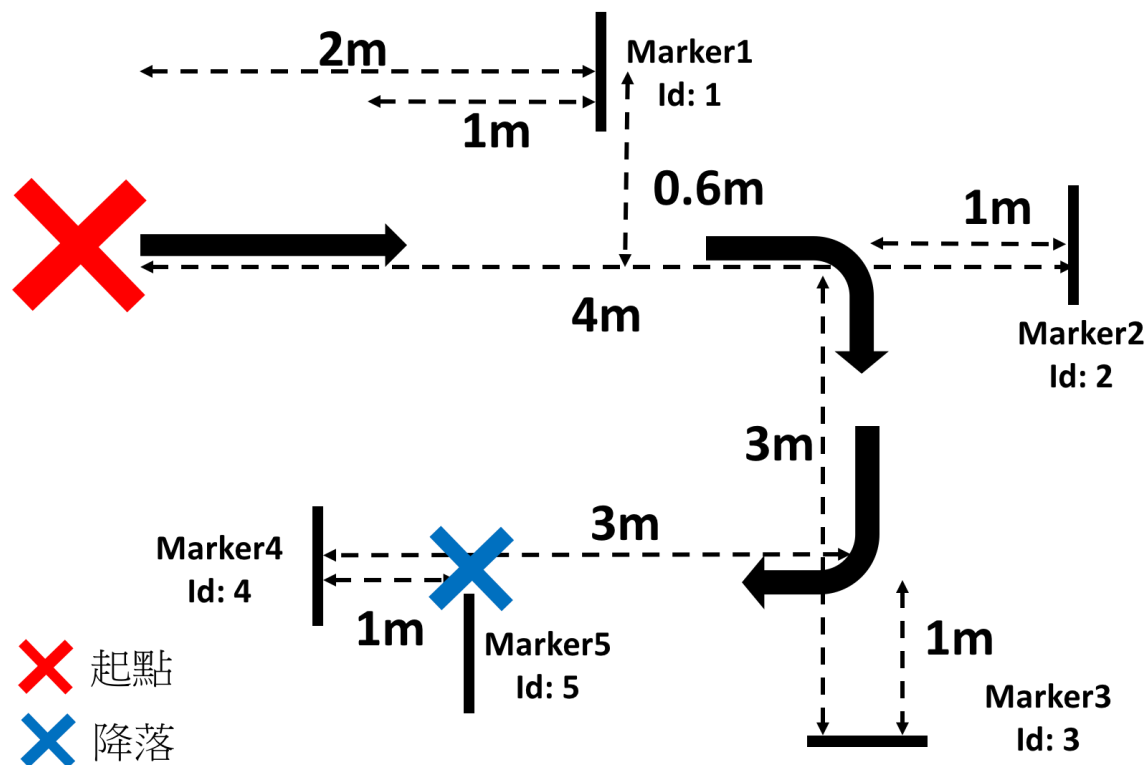 2m
Marker1
Id: 1
1m
0.6m
1m
4m
Marker2
Id: 2
3m
3m
Marker4
Id: 4
1m
Marker5
Id: 5
1m
Marker3
Id: 3
起點
降落